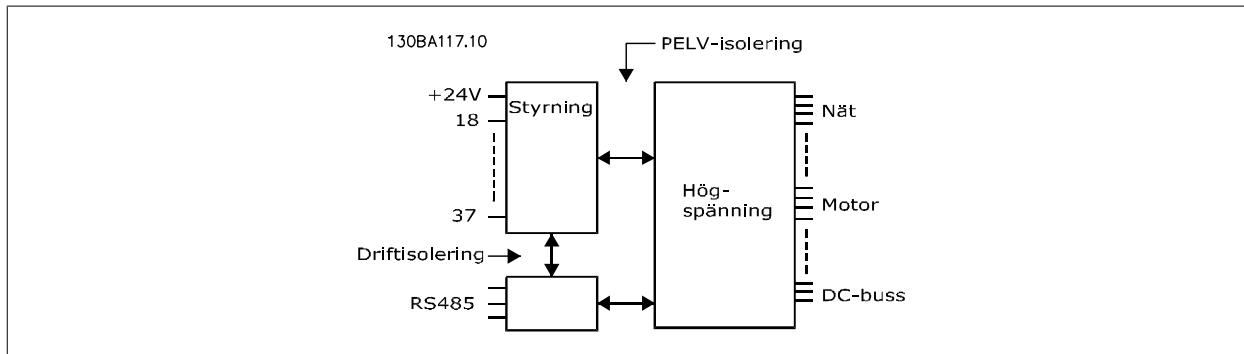 130BA117.10
PELV-isolering
+24V
Styrning
18
37
Hög-
spänning
Nät
Motor
DC-buss
Driftisolering
RS485